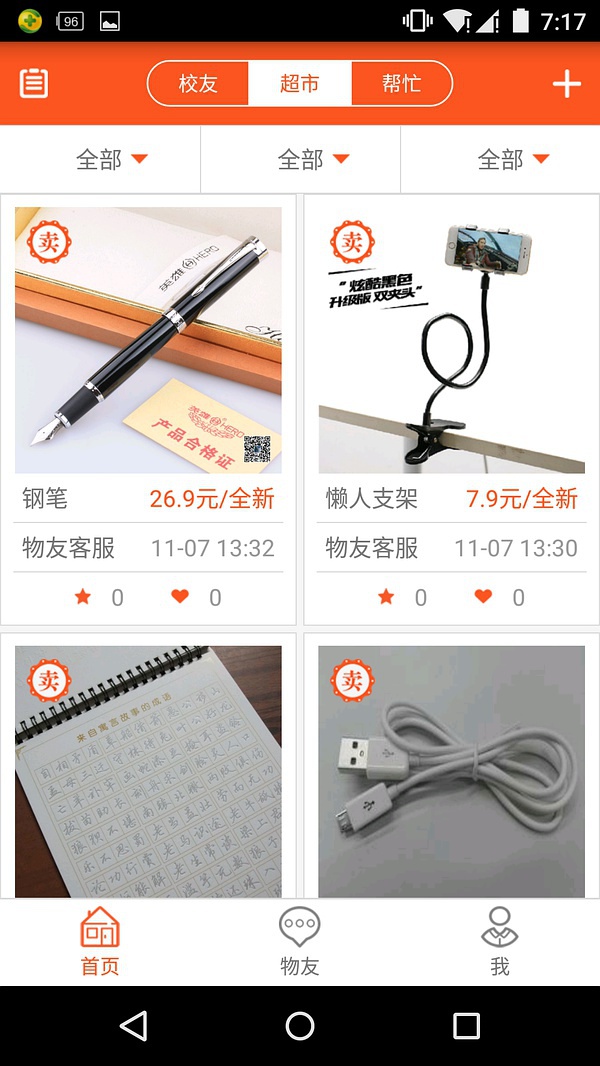 96
7:17
校友
超市
帮忙
全部
全部
全部
卖
英雄 HERO
英雄 HERO
产品合格证
钢笔
26.9元/全新
物友客服
11-07 13:32
0
0
卖
“炫酷黑色
升级版 双夹头”
懒人支架
7.9元/全新
物友客服
11-07 13:30
0
0
卖
来自寓言故事的成语
卖
首页
物友
我